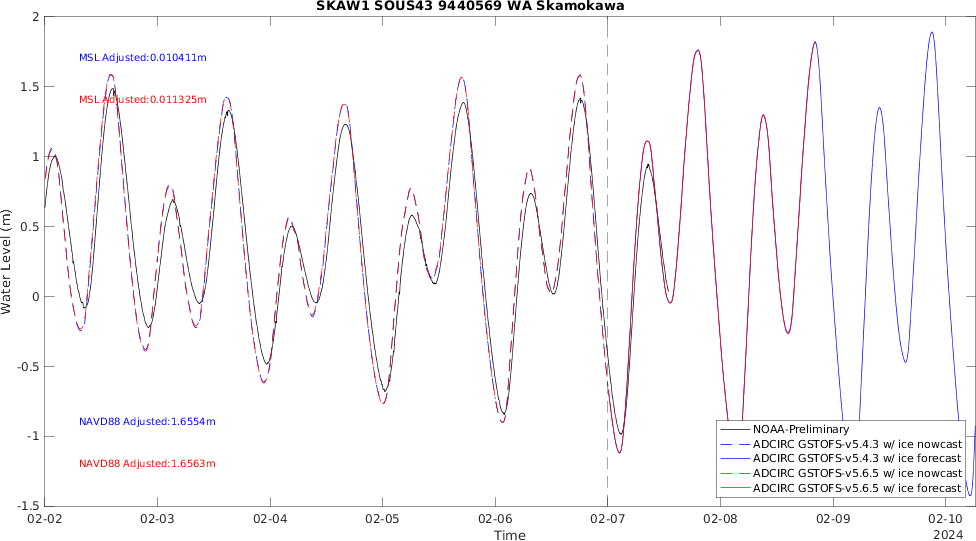 SKAW1 SOUS43 9440569 WA Skamokawa
2
1.5
1
0.5
0
-0.5
-1
-1.5
Water Level (m)
MSL Adjusted:0.010411m
MSL Adjusted:0.011325m
NAVD88 Adjusted:1.6554m
NAVD88 Adjusted:1.6563m
NOAA-Preliminary
ADCIRC GSTOFS-v5.4.3 w/ ice nowcast
ADCIRC GSTOFS-v5.4.3 w/ ice forecast
ADCIRC GSTOFS-v5.6.5 w/ ice nowcast
ADCIRC GSTOFS-v5.6.5 w/ ice forecast
02-02 02-03 02-04 02-05 02-06 02-07 02-08 02-09 02-10
Time
2024